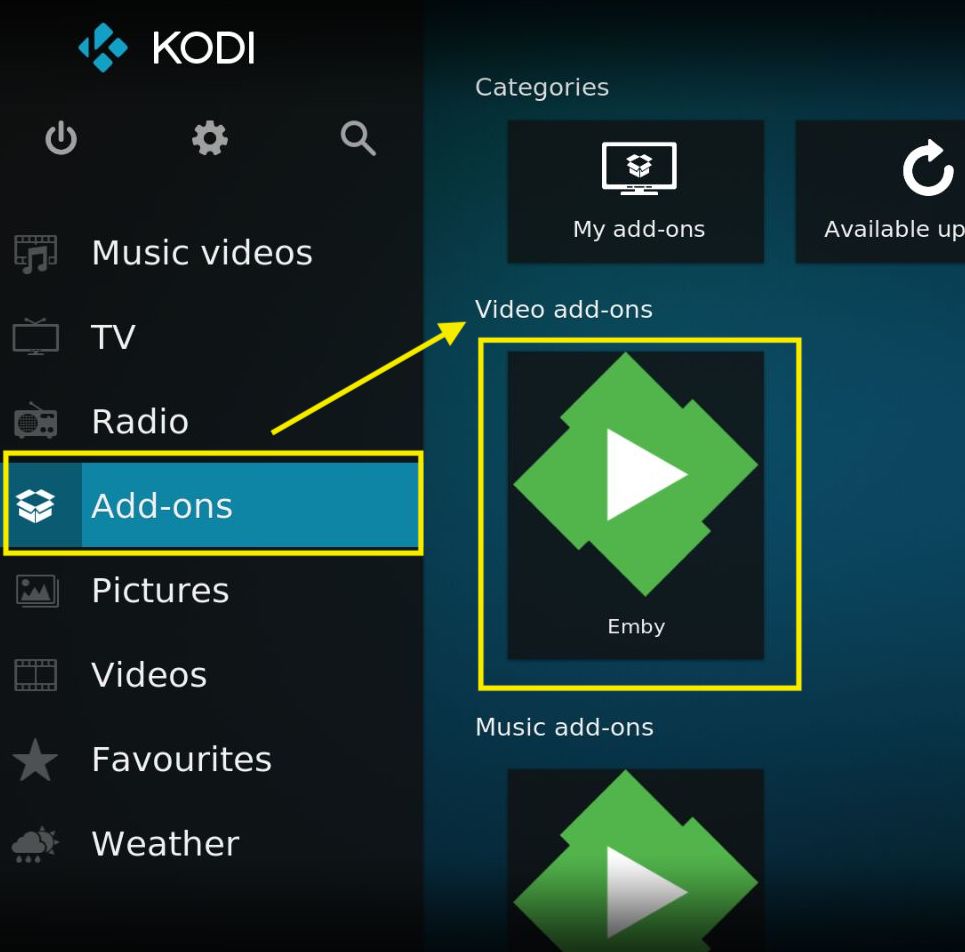 KODI
Music videos
TV
Radio
Add-ons
Pictures
Videos
Favourites
Weather
Categories
My add-ons
Available up
Video add-ons
Emby
Music add-ons